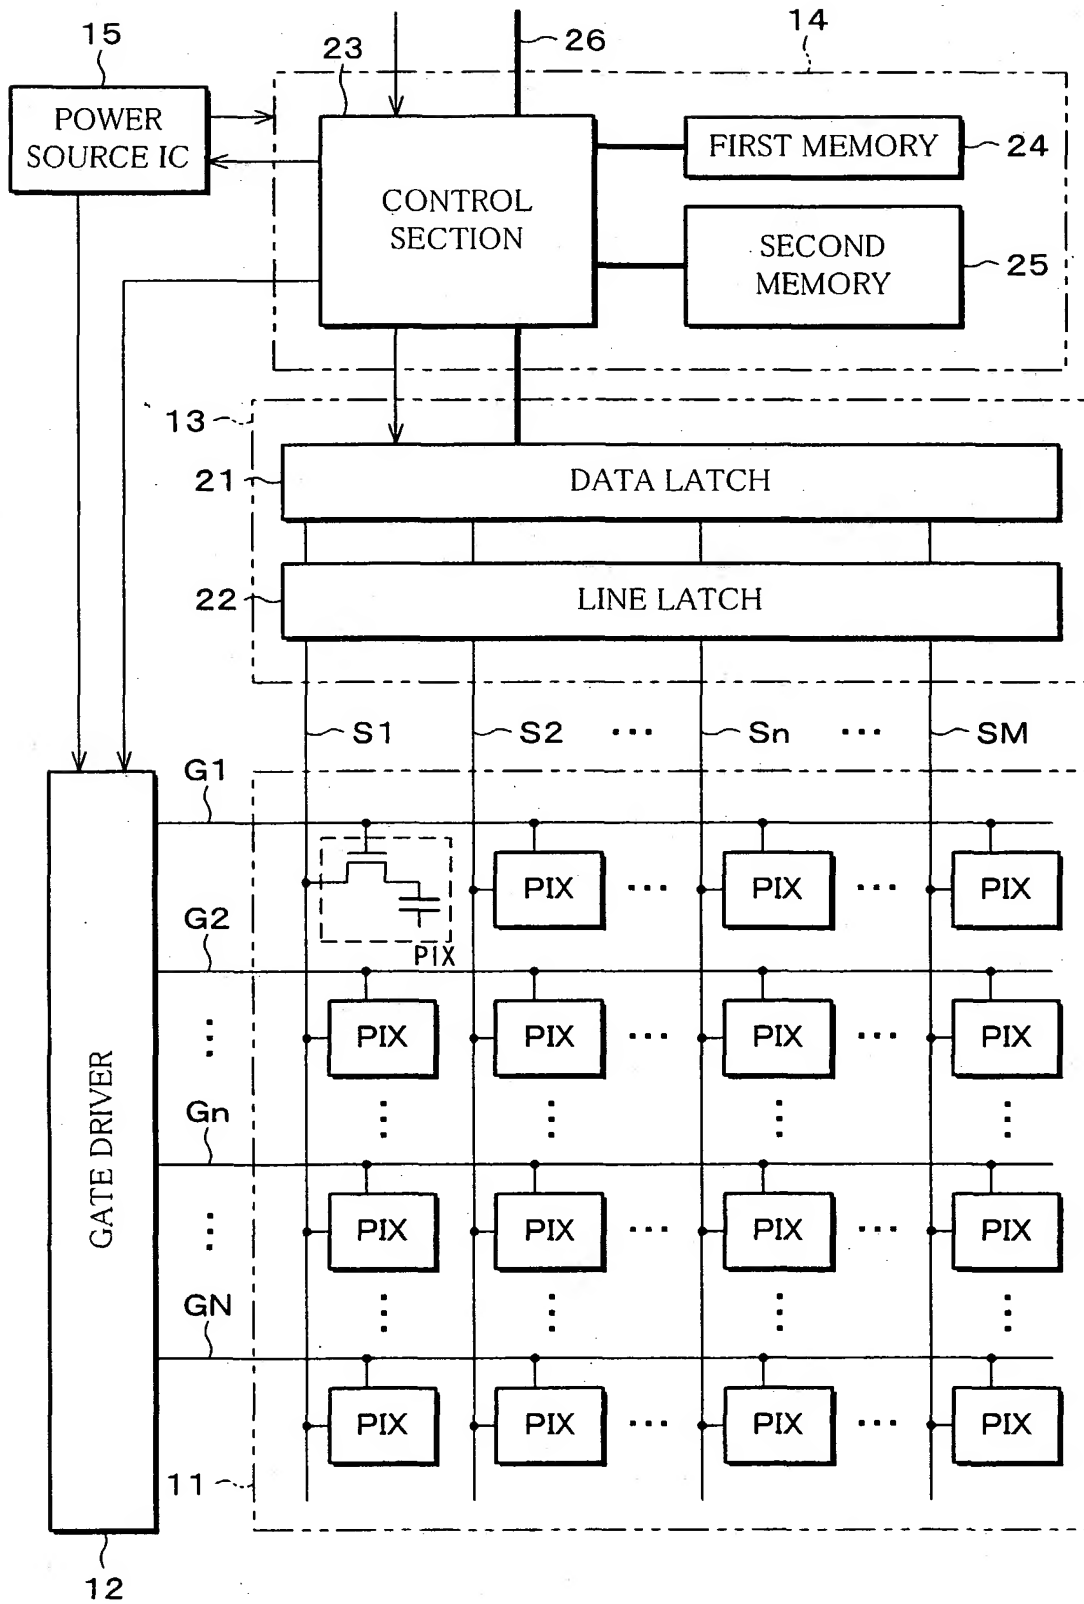 15
23
26
14
POWER
SOURCE IC
CONTROL
SECTION
FIRST MEMORY
24
SECOND
MEMORY
25
13
21
DATA LATCH
22
LINE LATCH
S1
S2
...
Sn
...
SM
G1
PIX
PIX
...
PIX
...
PIX
G2
PIX
PIX
...
PIX
...
PIX
GATE DRIVER
Gn
PIX
PIX
...
PIX
...
PIX
GN
PIX
PIX
...
PIX
...
PIX
11
12